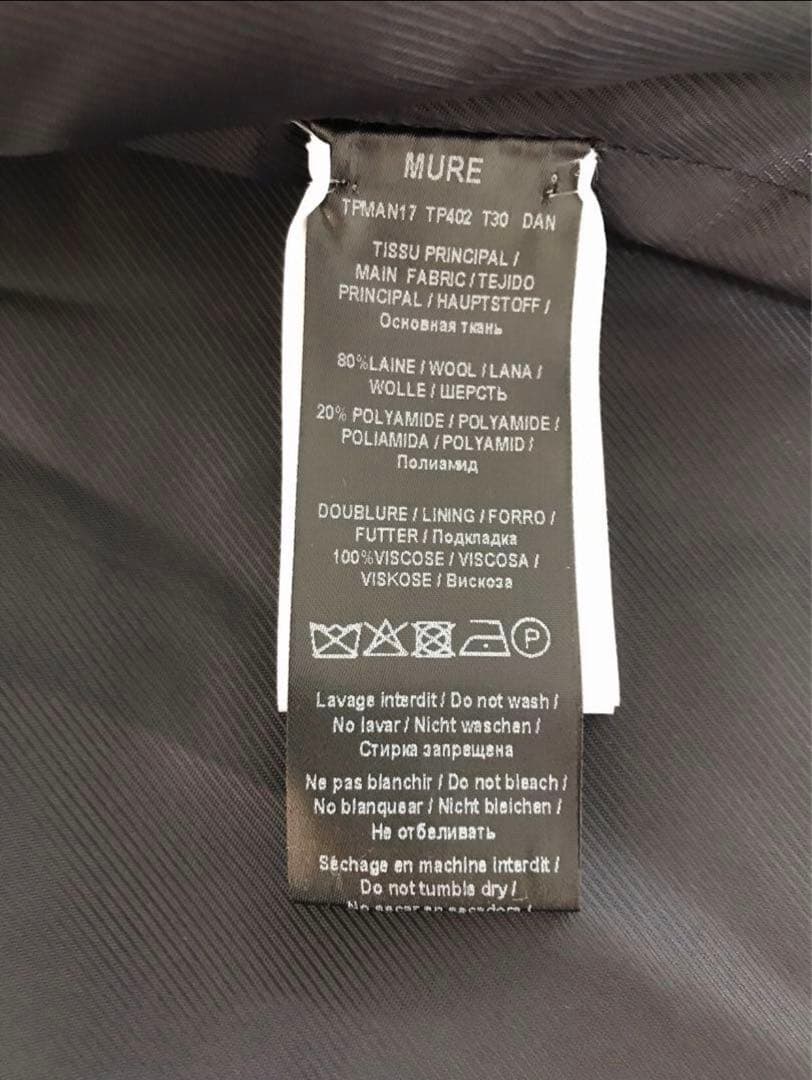 MURE
TPMAN17 TP402 T30 DAN
TISSU PRINCIPAL /
MAIN FABRIC / TEJIDO
PRINCIPAL / HAUPTSTOFF /
Основная ткань
80%LAINE / WOOL / LANA /
WOLLE / ШЕРСТЬ
20% POLYAMIDE / POLYAMIDE /
POLIAMIDA / POLYAMID /
Полиамид
DOUBLURE / LINING / FORRO /
FUTTER / Подкладка
100%VISCOSE / VISCOSA /
VISKOSE / Вискоза
P
Lavage interdit / Do not wash /
No lavar / Nicht waschen /
Стирка запрещена
Ne pas blanchir / Do not bleach /
No blanquear / Nicht bleichen /
Не отбеливать
Séchage en machine interdit /
Do not tumble dry /